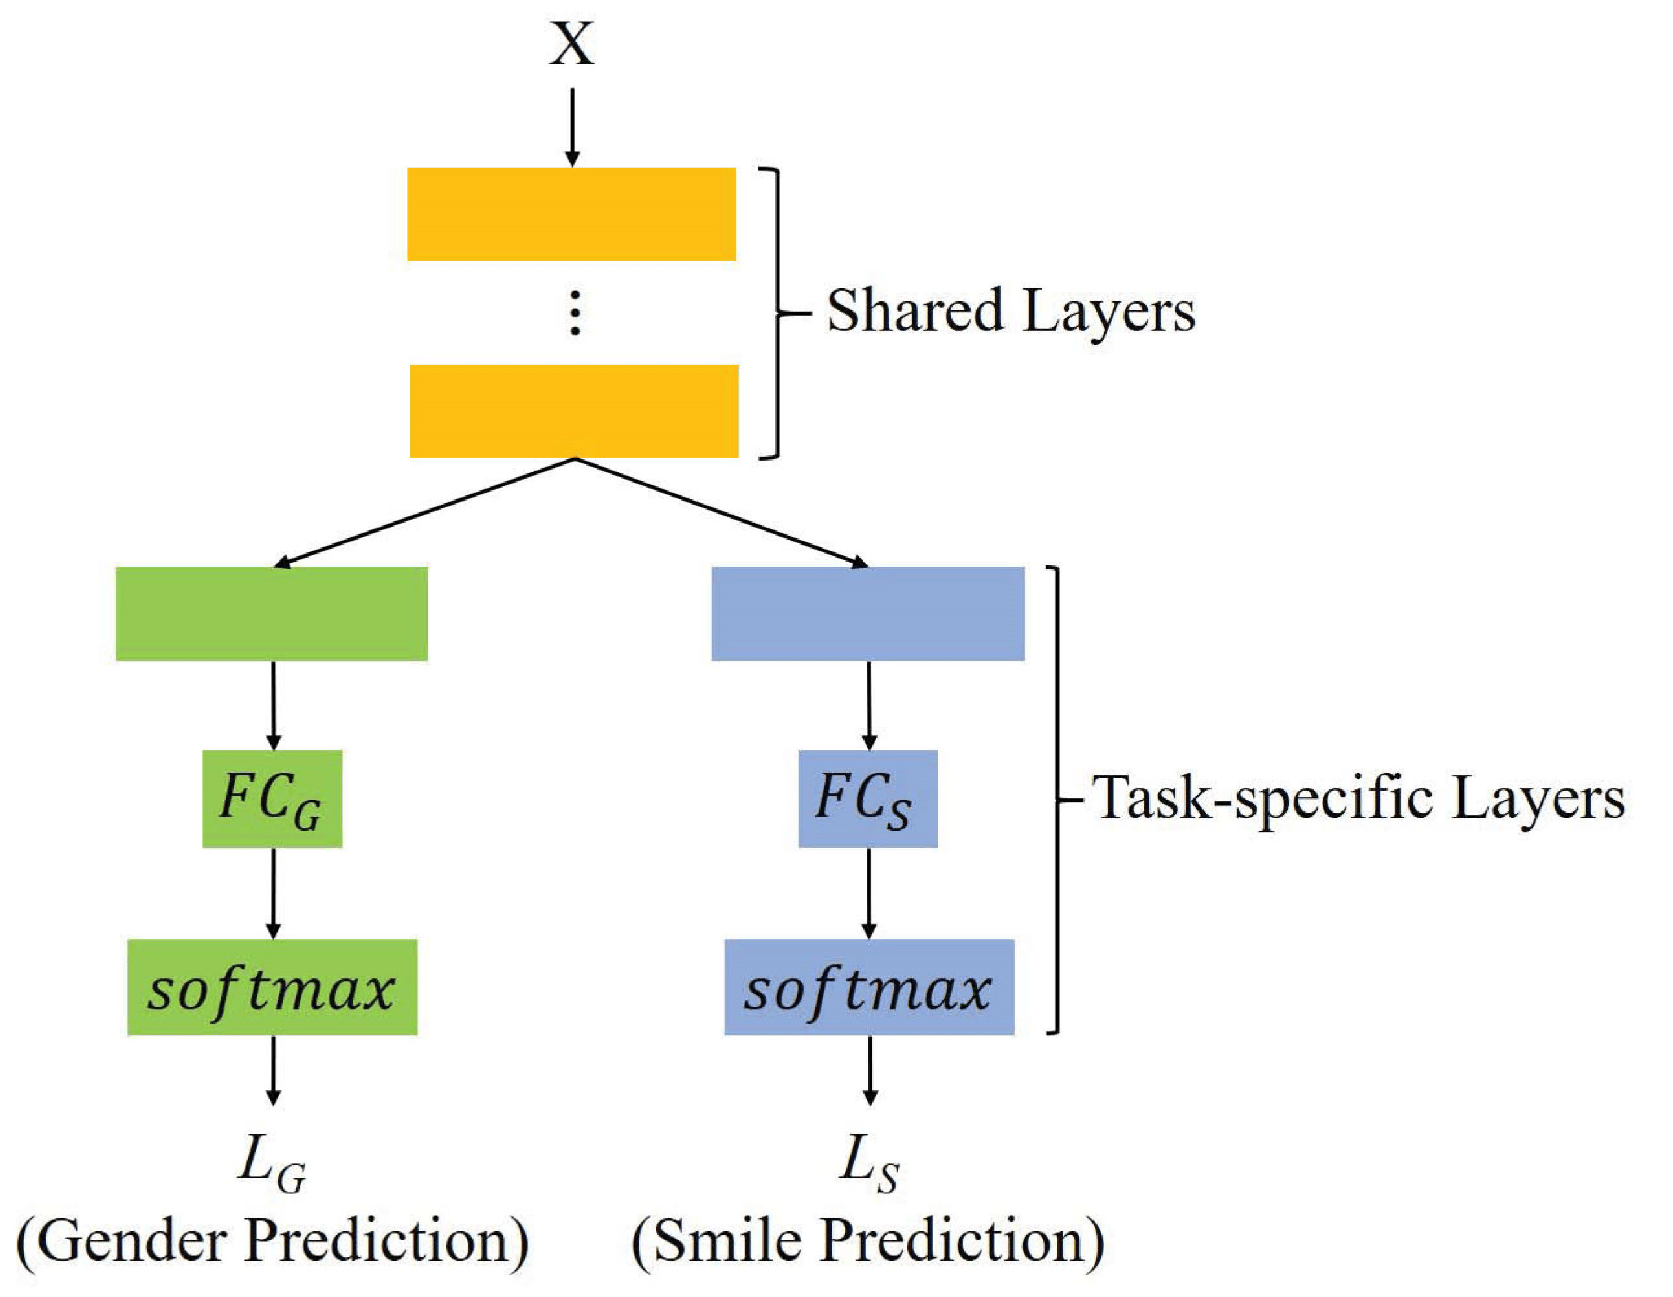 X
⋮
Shared Layers
FC_G
FC_S
Task-specific Layers
softmax
softmax
L_G
L_S
(Gender Prediction)
(Smile Prediction)